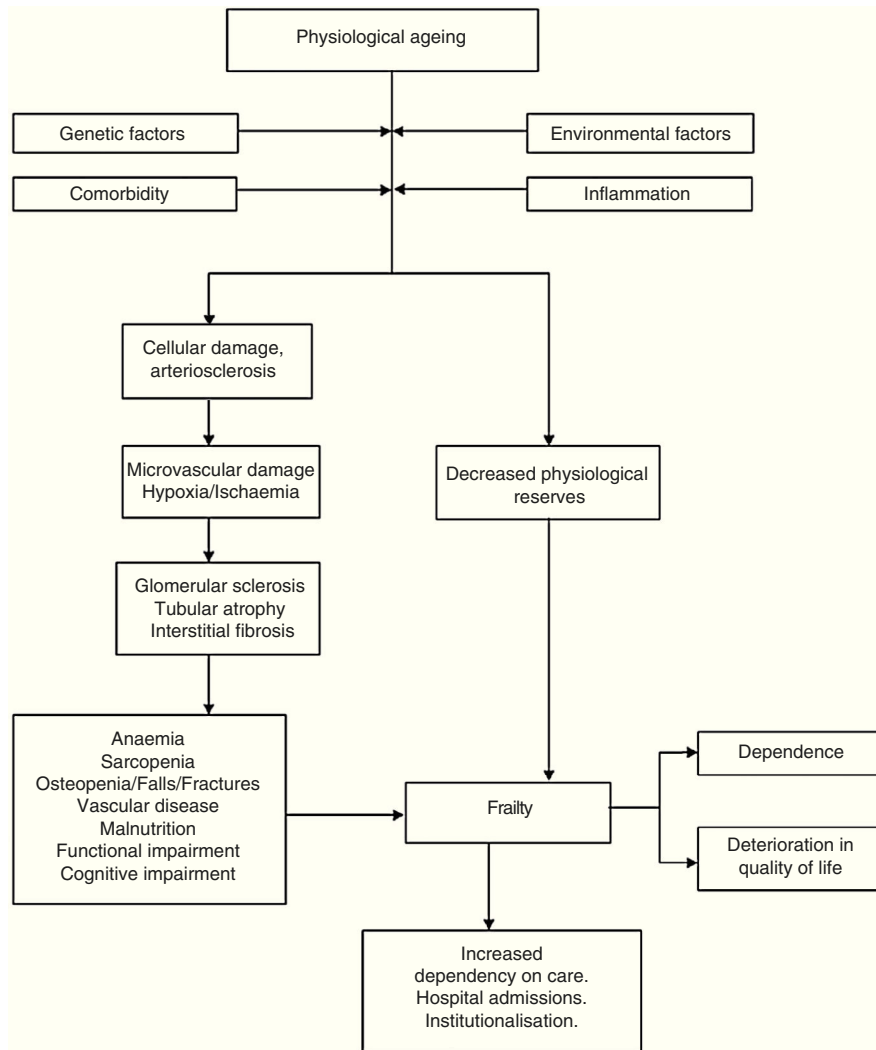 Physiological ageing
Genetic factors
Environmental factors
Comorbidity
Inflammation
Cellular damage,
arteriosclerosis
Microvascular damage
Hypoxia/Ischaemia
Decreased physiological
reserves
Glomerular sclerosis
Tubular atrophy
Interstitial fibrosis
Anaemia
Sarcopenia
Osteopenia/Falls/Fractures
Vascular disease
Malnutrition
Functional impairment
Cognitive impairment
Frailty
Dependence
Deterioration in
quality of life
Increased
dependency on care.
Hospital admissions.
Institutionalisation.